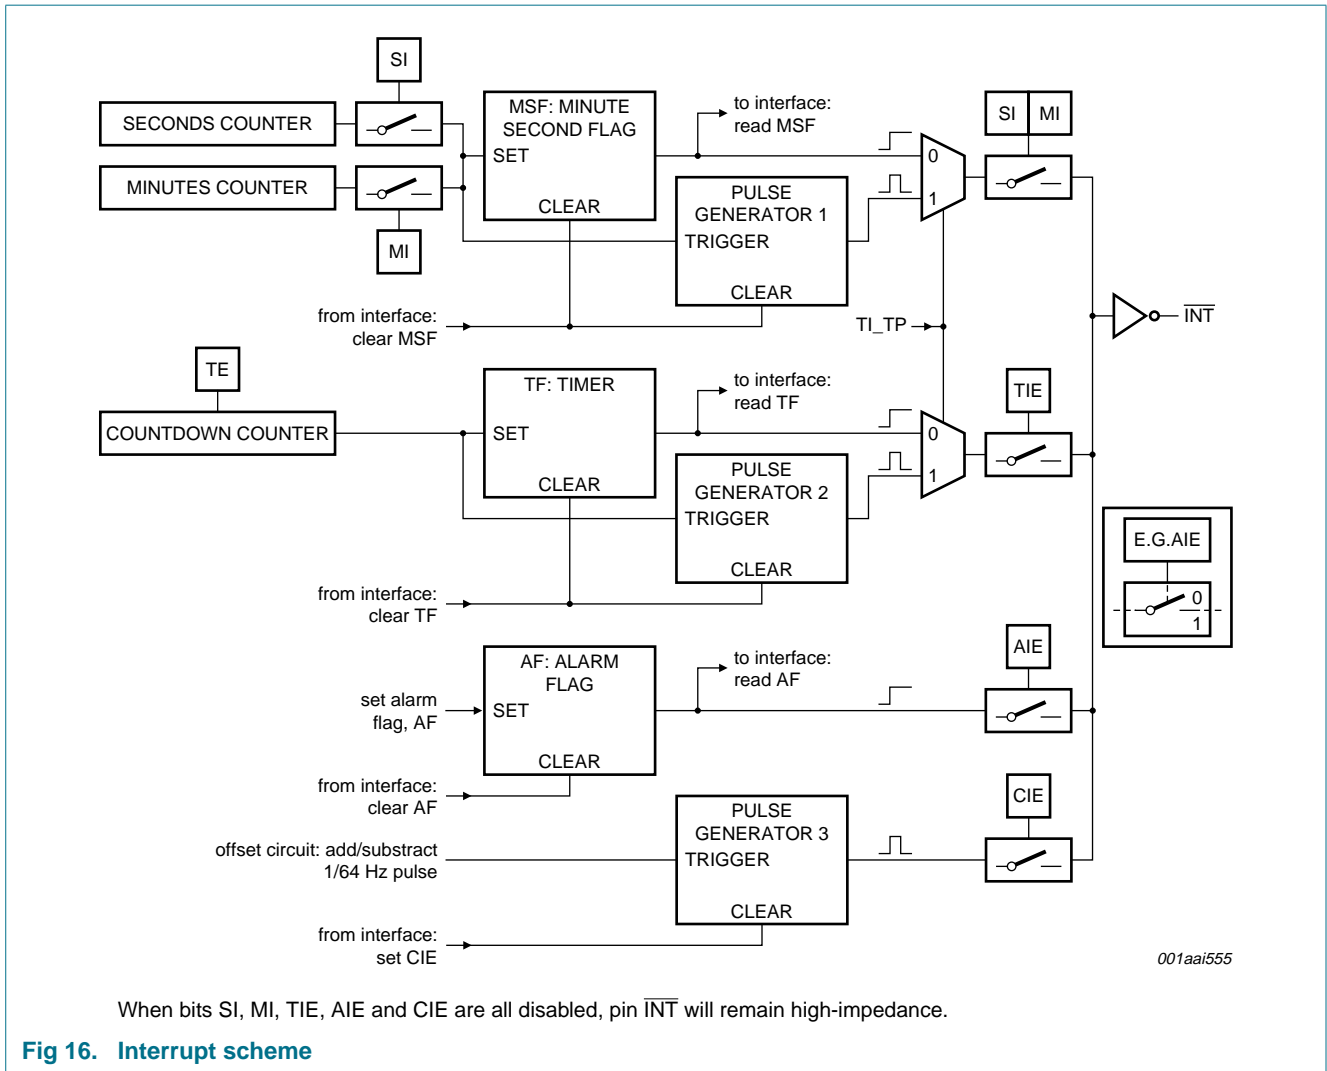 SI
SECONDS COUNTER
MINUTES COUNTER
MI
MSF: MINUTE
SECOND FLAG
SET
CLEAR
to interface:
read MSF
PULSE
GENERATOR 1
TRIGGER
CLEAR
0
1
SI MI
from interface:
clear MSF
TI_TP
INT
TE
COUNTDOWN COUNTER
TF: TIMER
SET
CLEAR
to interface:
read TF
PULSE
GENERATOR 2
TRIGGER
CLEAR
0
1
TIE
E.G.AIE
0
1
from interface:
clear TF
set alarm
flag, AF
AF: ALARM
FLAG
SET
CLEAR
to interface:
read AF
AIE
from interface:
clear AF
offset circuit: add/substract
1/64 Hz pulse
PULSE
GENERATOR 3
TRIGGER
CLEAR
CIE
from interface:
set CIE
001aai555
When bits SI, MI, TIE, AIE and CIE are all disabled, pin INT will remain high-impedance.
Fig 16. Interrupt scheme